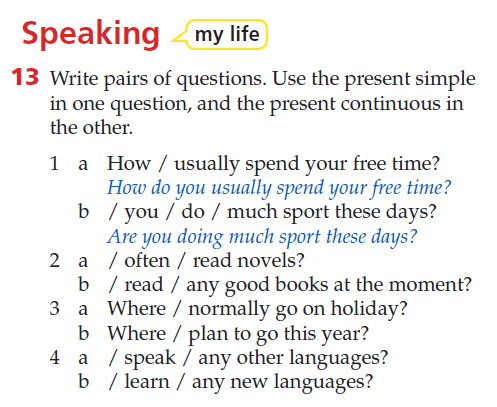 Speaking my life
13 Write pairs of questions. Use the present simple
in one question, and the present continuous in
the other.
1 a How / usually spend your free time?
How do you usually spend your free time?
b / you / do / much sport these days?
Are you doing much sport these days?
2 a / often / read novels?
b / read / any good books at the moment?
3 a Where / normally go on holiday?
b Where / plan to go this year?
4 a / speak / any other languages?
b / learn / any new languages?